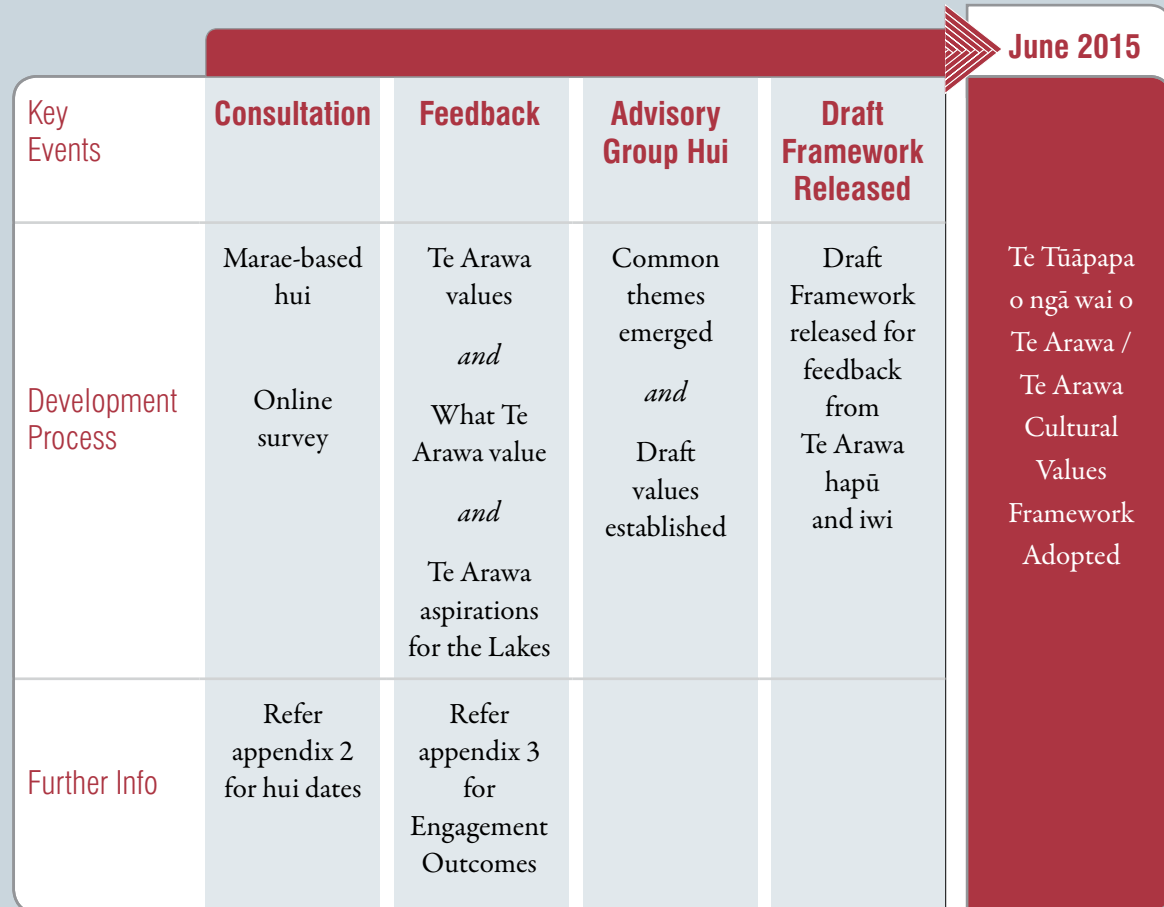 June 2015
Key
Events
Consultation
Feedback
Advisory
Group Hui
Draft
Framework
Released
Development
Process
Marae-based
hui
Online
survey
Te Arawa
values
and
What Te
Arawa value
and
Te Arawa
aspirations
for the Lakes
Common
themes
emerged
and
Draft
values
established
Draft
Framework
released for
feedback
from
Te Arawa
hapū
and iwi
Te Tūāpapa
o ngā wai o
Te Arawa /
Te Arawa
Cultural
Values
Framework
Adopted
Further Info
Refer
appendix 2
for hui dates
Refer
appendix 3
for
Engagement
Outcomes